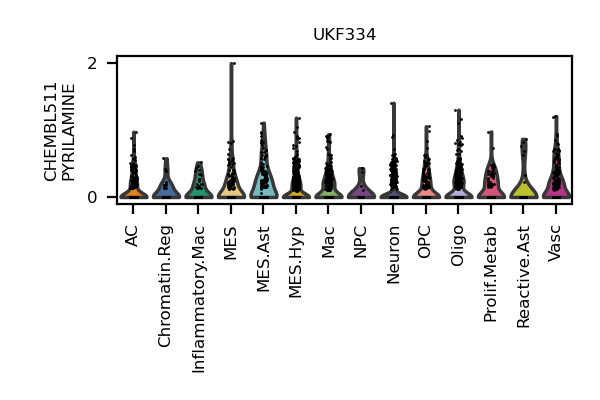 UKF334
CHEMBL511
PYRILAMINE
2
0
AC
Chromatin.Reg
Inflammatory.Mac
MES
MES.Ast
MES.Hyp
Mac
NPC
Neuron
OPC
Oligo
Prolif.Metab
Reactive.Ast
Vasc